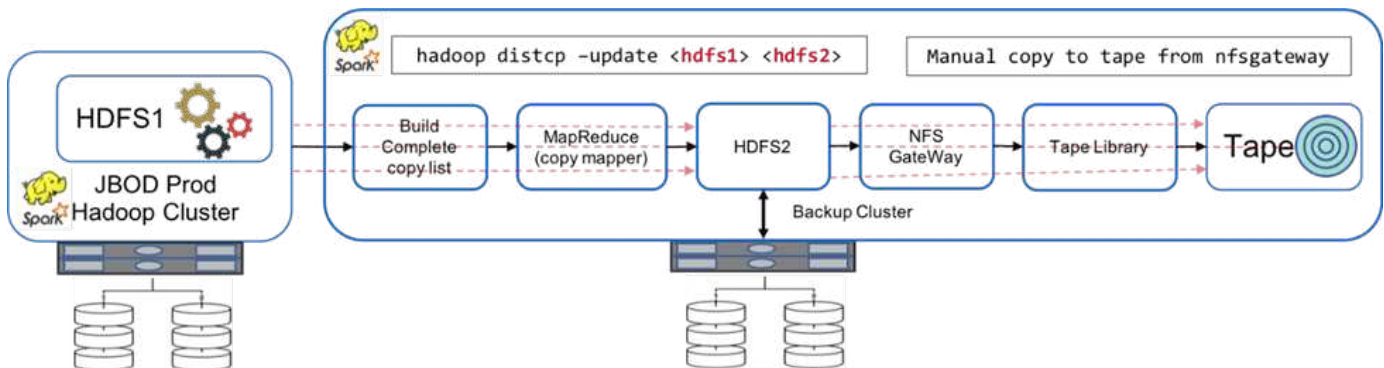 hadoop distcp –update <hdfs1> <hdfs2>
Manual copy to tape from nfsgateway
Spark
HDFS1
Build
Complete
copy list
MapReduce
(copy mapper)
HDFS2
NFS
GateWay
Tape Library
Tape
JBOD Prod
Hadoop Cluster
Spark
Backup Cluster